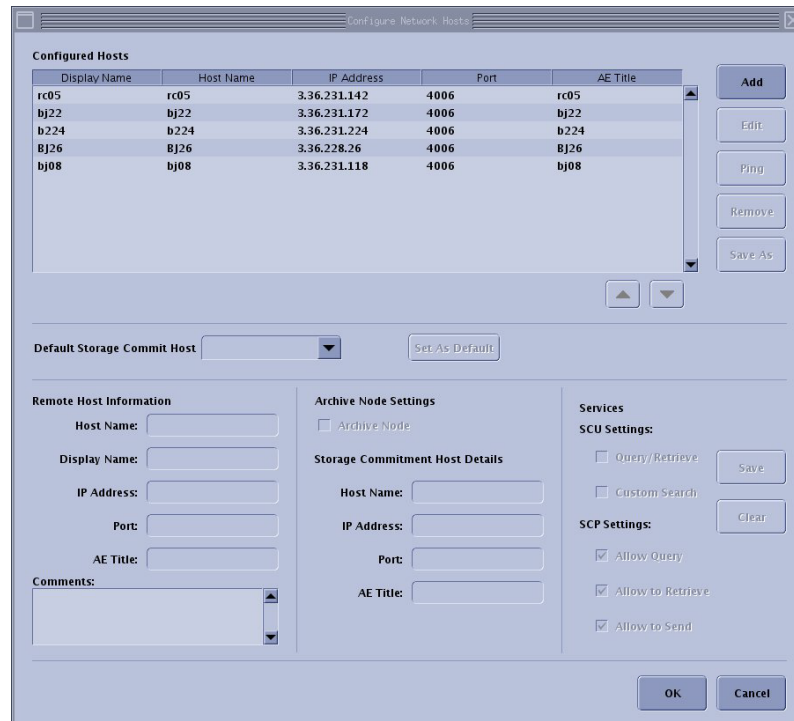 Configure Network Hosts
Configured Hosts
Display Name Host Name IP Address Port AE Title
rc05 rc05 3.36.231.142 4006 rc05
bj22 bj22 3.36.231.172 4006 bj22
b224 b224 3.36.231.224 4006 b224
BJ26 BJ26 3.36.228.26 4006 BJ26
bj08 bj08 3.36.231.118 4006 bj08
Add
Edit
Ping
Remove
Save As
Default Storage Commit Host Set As Default
Remote Host Information
Host Name:
Display Name:
IP Address:
Port:
AE Title:
Comments:
Archive Node Settings
Archive Node
Storage Commitment Host Details
Host Name:
IP Address:
Port:
AE Title:
Services
SCU Settings:
Query/Retrieve
Custom Search
SCP Settings:
Allow Query
Allow to Retrieve
Allow to Send
Save
Clear
OK Cancel